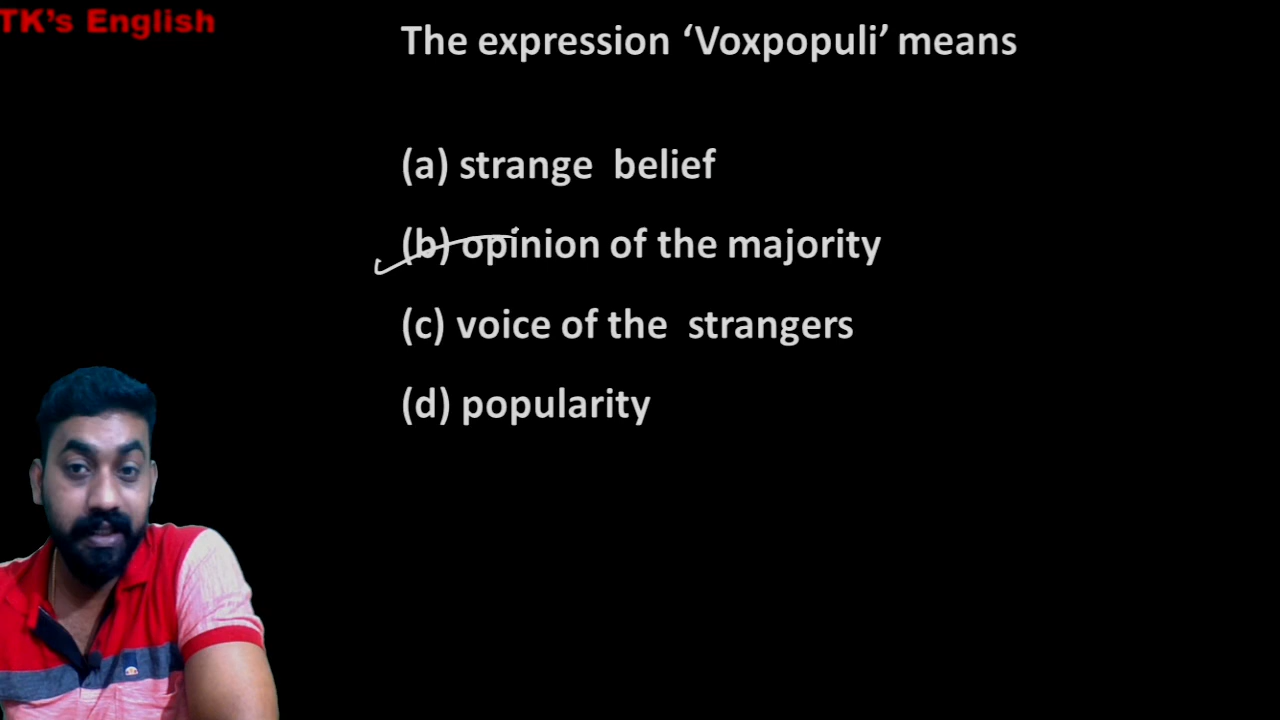 TK's English
The expression ‘Voxpopuli’ means
(a) strange belief
(b) opinion of the majority
(c) voice of the strangers
(d) popularity